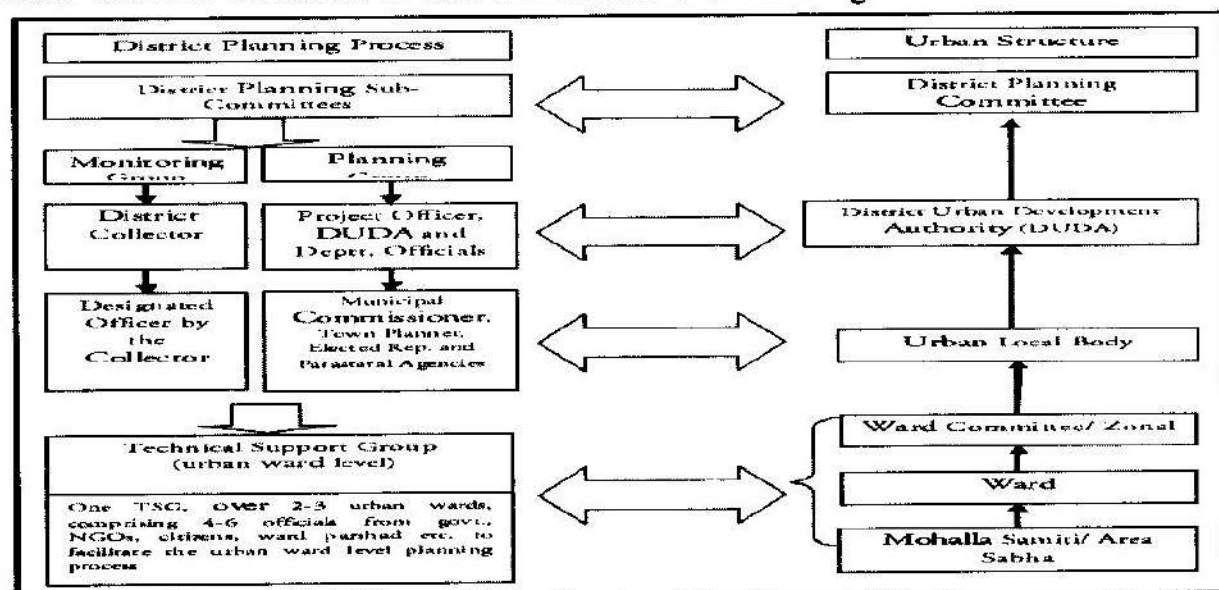 District Planning Process
District Planning Sub-
Committees
Monitoring
Planning
District
Collector
Project Officer,
DUDA and
Deptt. Officials
Designated
Officer by
the
Collector
Municipal
Commissioner,
Town Planner,
Elected Rep. and
Parastatal Agencies
Technical Support Group
(urban ward level)
One TSG, over 2-3 urban wards,
comprising 4-6 officials from govt.,
NGOs, citizens, ward parshad etc. to
facilitate the urban ward level planning
process
Urban Structure
District Planning
Committee
District Urban Development
Authority (DUDA)
Urban Local Body
Ward Committee/ Zonal
Ward
Mohalla Samiti/ Area
Sabha